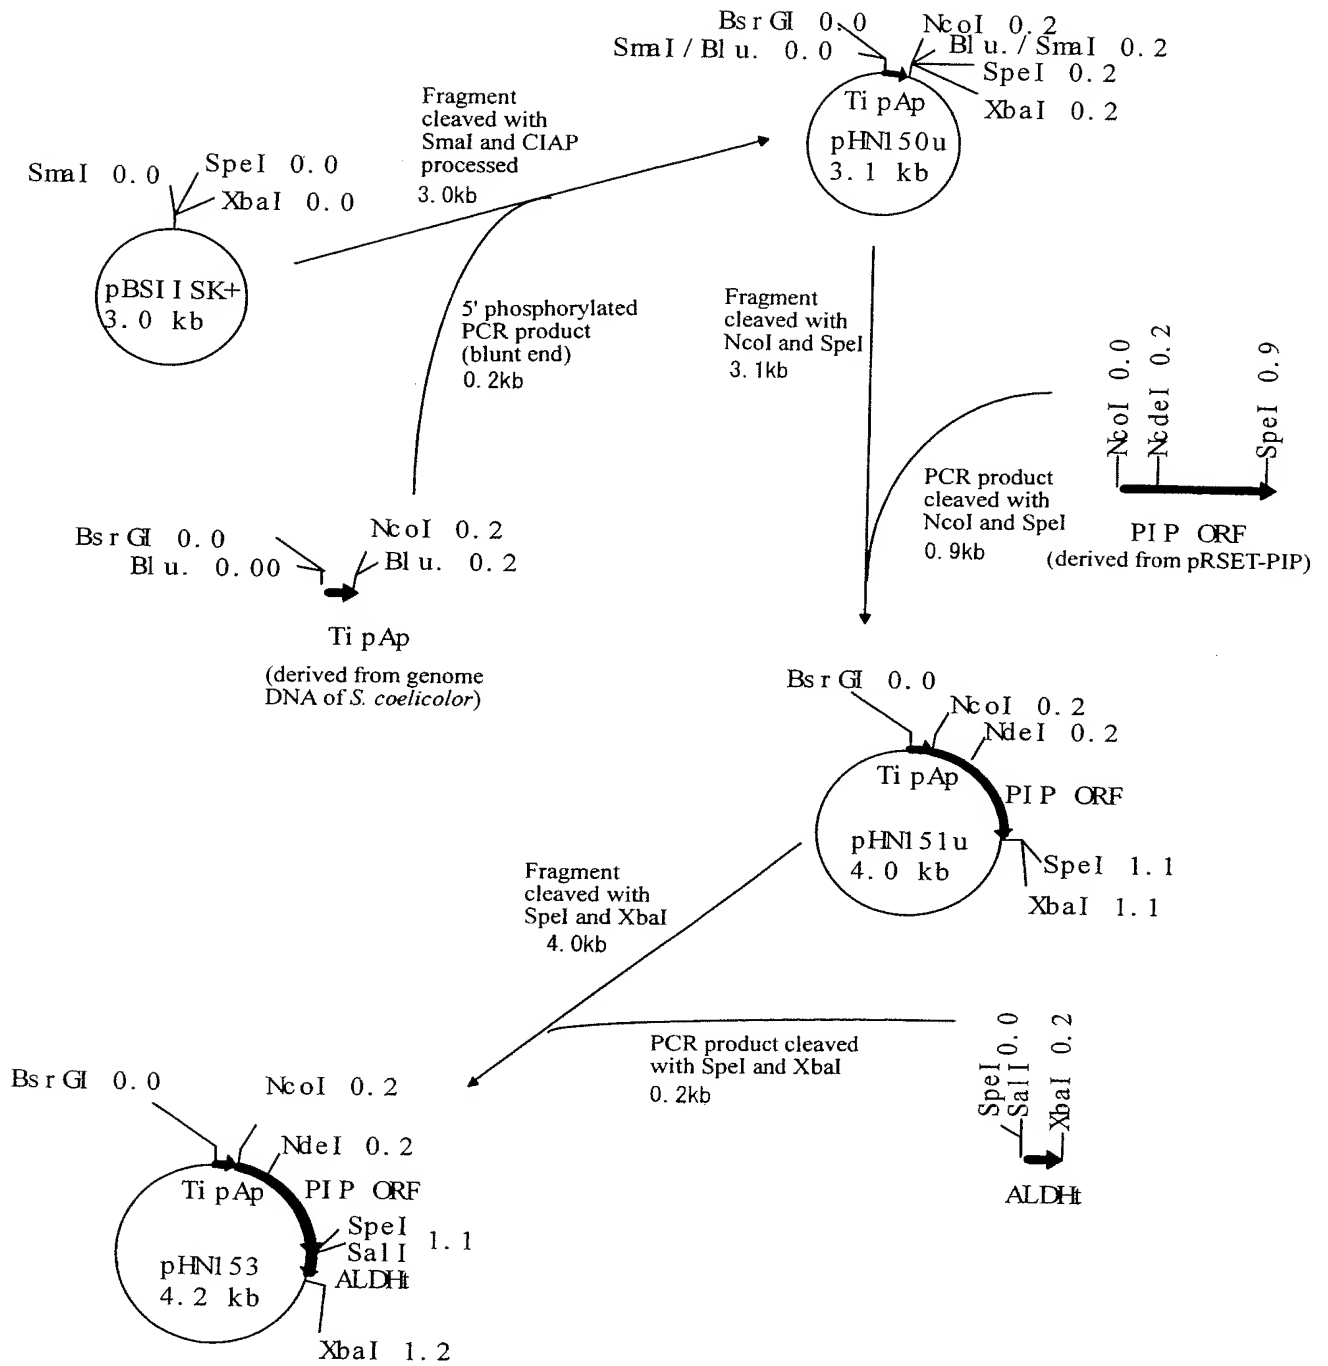 BsrGI 0.0
SmaI/Blu. 0.0
NcoI 0.2
Blu./SmaI 0.2
SpeI 0.2
XbaI 0.2
TipAp
pHN150u
3.1 kb
Fragment
cleaved with
SmaI and CIAP
processed
3.0kb
SmaI 0.0
SpeI 0.0
XbaI 0.0
pBSIISK+
3.0 kb
5' phosphorylated
PCR product
(blunt end)
0.2kb
Fragment
cleaved with
NcoI and SpeI
3.1kb
NcoI 0.0
NcdeI 0.2
SpeI 0.9
PIP ORF
(derived from pRSET-PIP)
PCR product
cleaved with
NcoI and SpeI
0.9kb
BsrGI 0.0
Blu. 0.00
NcoI 0.2
Blu. 0.2
TipAp
(derived from genome
DNA of S. coelicolor)
BsrGI 0.0
NcoI 0.2
NdeI 0.2
TipAp
PIP ORF
pHN151u
4.0 kb
SpeI 1.1
XbaI 1.1
Fragment
cleaved with
SpeI and XbaI
4.0kb
PCR product cleaved
with SpeI and XbaI
0.2kb
SpeI
SalI 0.0
XbaI 0.2
ALDHt
BsrGI 0.0
NcoI 0.2
NdeI 0.2
TipAp
PIP ORF
SpeI
SalI
1.1
ALDHt
pHN153
4.2 kb
XbaI 1.2